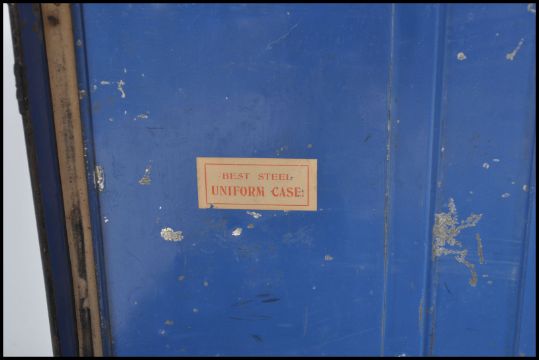 BEST STEEL
UNIFORM CASE: